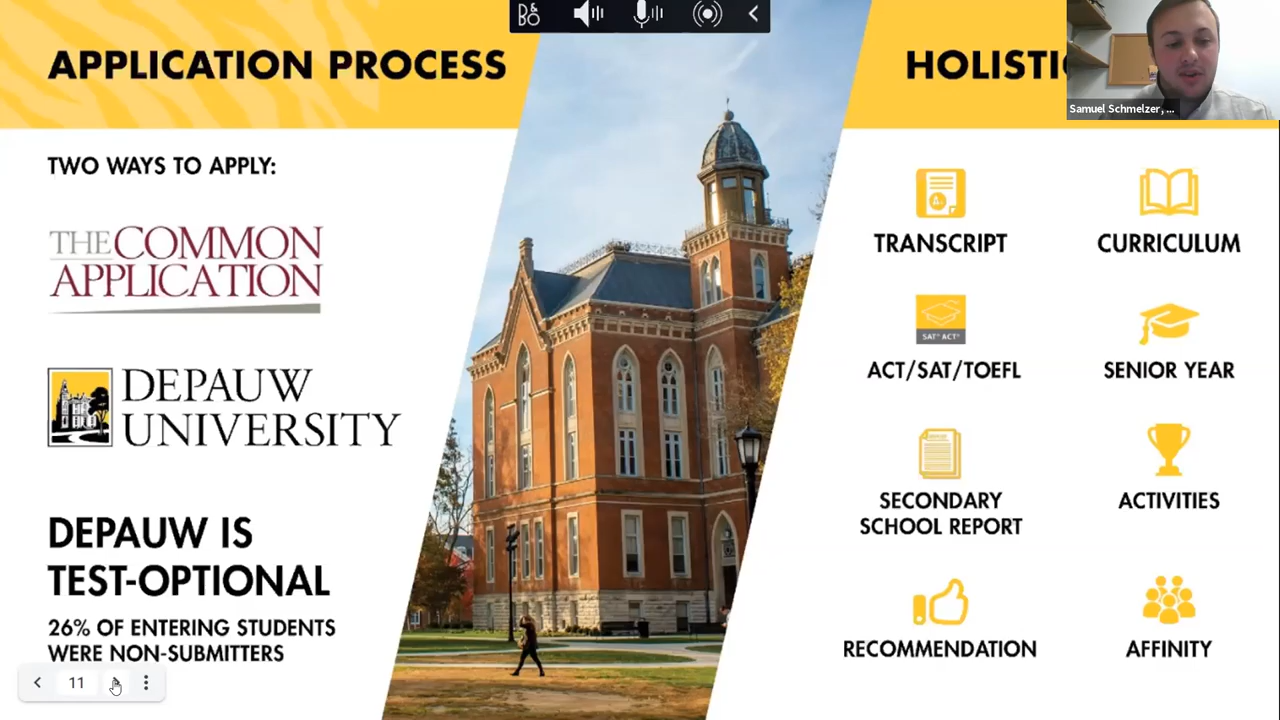 B&O
APPLICATION PROCESS
TWO WAYS TO APPLY:
THE COMMON
APPLICATION
DEPAUW
UNIVERSITY
DEPAUW IS
TEST-OPTIONAL
26% OF ENTERING STUDENTS
WERE NON-SUBMITTERS
11
HOLISTI
Samuel Schmelzer, ...
TRANSCRIPT
CURRICULUM
SAT® ACT®
ACT/SAT/TOEFL
SENIOR YEAR
SECONDARY
SCHOOL REPORT
ACTIVITIES
RECOMMENDATION
AFFINITY